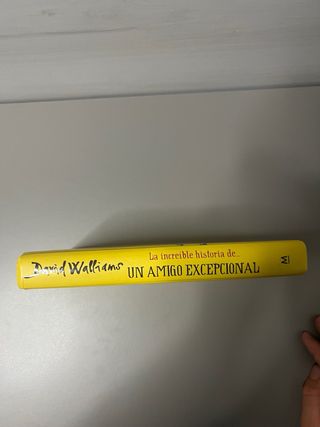 David Walliams
La increíble historia de...
UN AMIGO EXCEPCIONAL
M